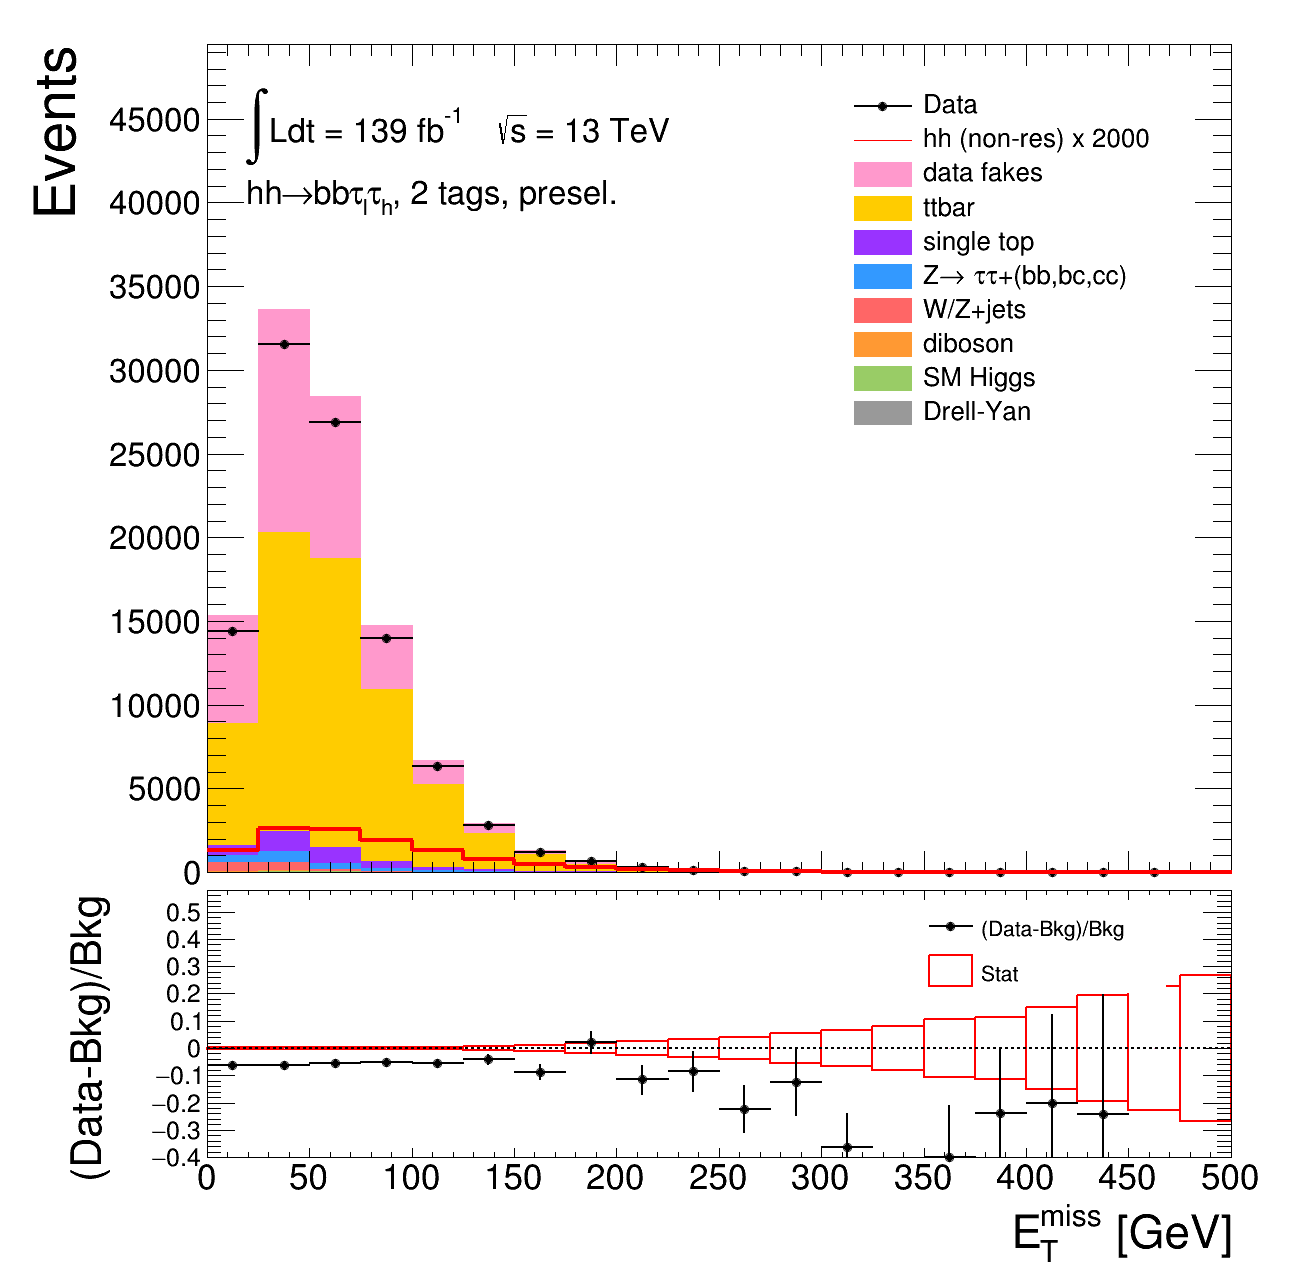 Events
45000
40000
35000
30000
25000
20000
15000
10000
5000
0
∫Ldt = 139 fb⁻¹ √s = 13 TeV
hh→bbτₗτₕ, 2 tags, presel.
Data
hh (non-res) x 2000
data fakes
ttbar
single top
Z→ ττ+(bb,bc,cc)
W/Z+jets
diboson
SM Higgs
Drell-Yan
(Data-Bkg)/Bkg
0.5
0.4
0.3
0.2
0.1
0
−0.1
−0.2
−0.3
−0.4
(Data-Bkg)/Bkg
Stat
0 50 100 150 200 250 300 350 400 450 500
E_T^miss [GeV]